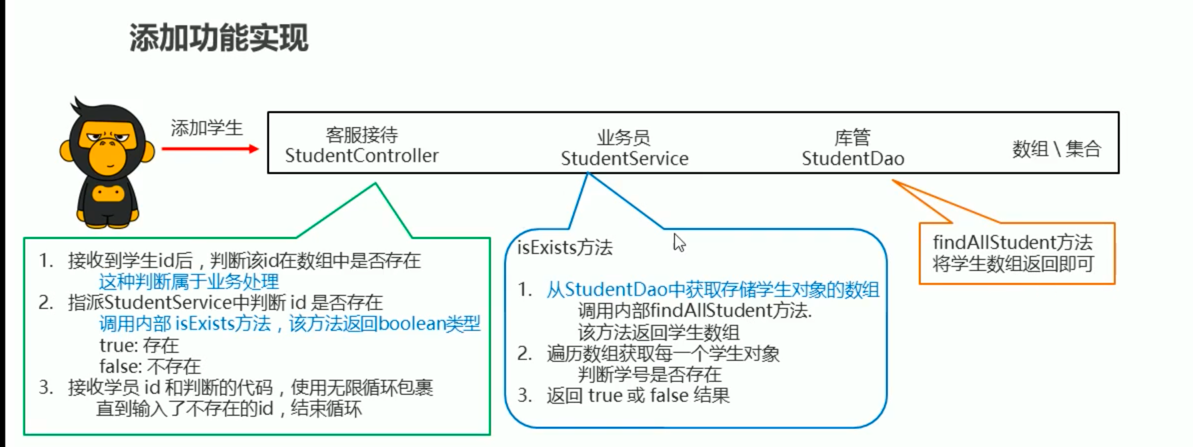 添加功能实现
添加学生
客服接待
StudentController
业务员
StudentService
库管
StudentDao
数组 \ 集合
1. 接收到学生id后，判断该id在数组中是否存在
这种判断属于业务处理
2. 指派StudentService中判断 id 是否存在
调用内部 isExists方法，该方法返回boolean类型
true: 存在
false: 不存在
3. 接收学员 id 和判断的代码，使用无限循环包裹
直到输入了不存在的id，结束循环
isExists方法
1. 从StudentDao中获取存储学生对象的数组
调用内部findAllStudent方法.
该方法返回学生数组
2. 遍历数组获取每一个学生对象
判断学号是否存在
3. 返回 true 或 false 结果
findAllStudent方法
将学生数组返回即可